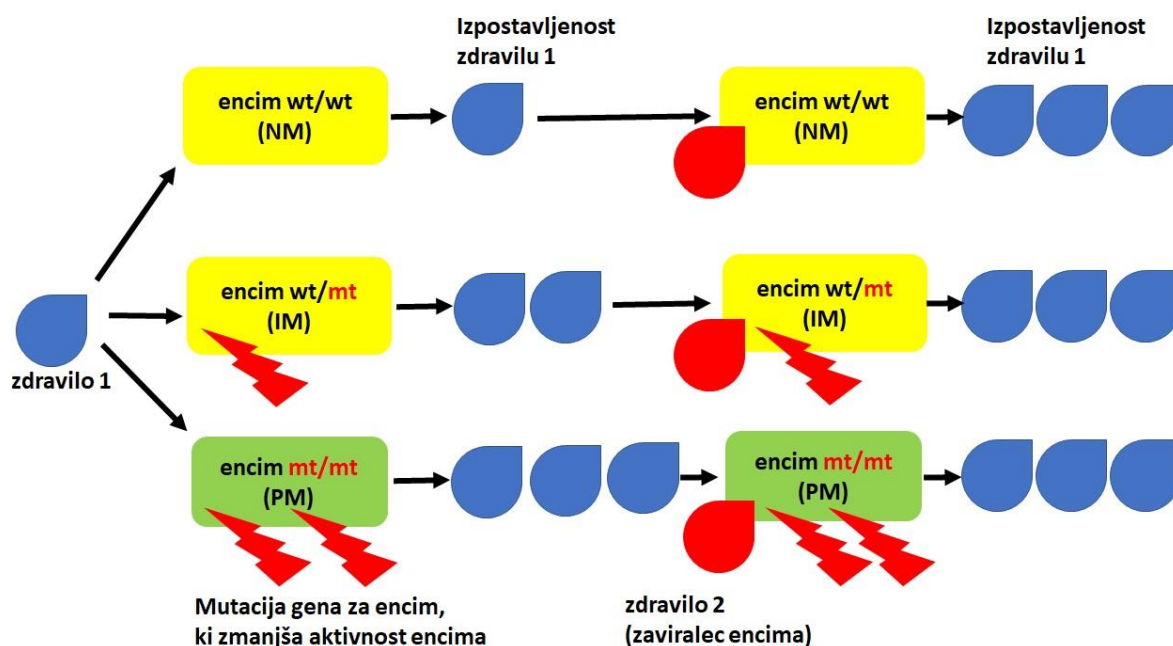 Izpostavljenost
zdravilu 1
Izpostavljenost
zdravilu 1
encim wt/wt
(NM)
encim wt/wt
(NM)
encim wt/mt
(IM)
encim wt/mt
(IM)
zdravilo 1
encim mt/mt
(PM)
encim mt/mt
(PM)
Mutacija gena za encim,
ki zmanjša aktivnost encima
zdravilo 2
(zaviralec encima)